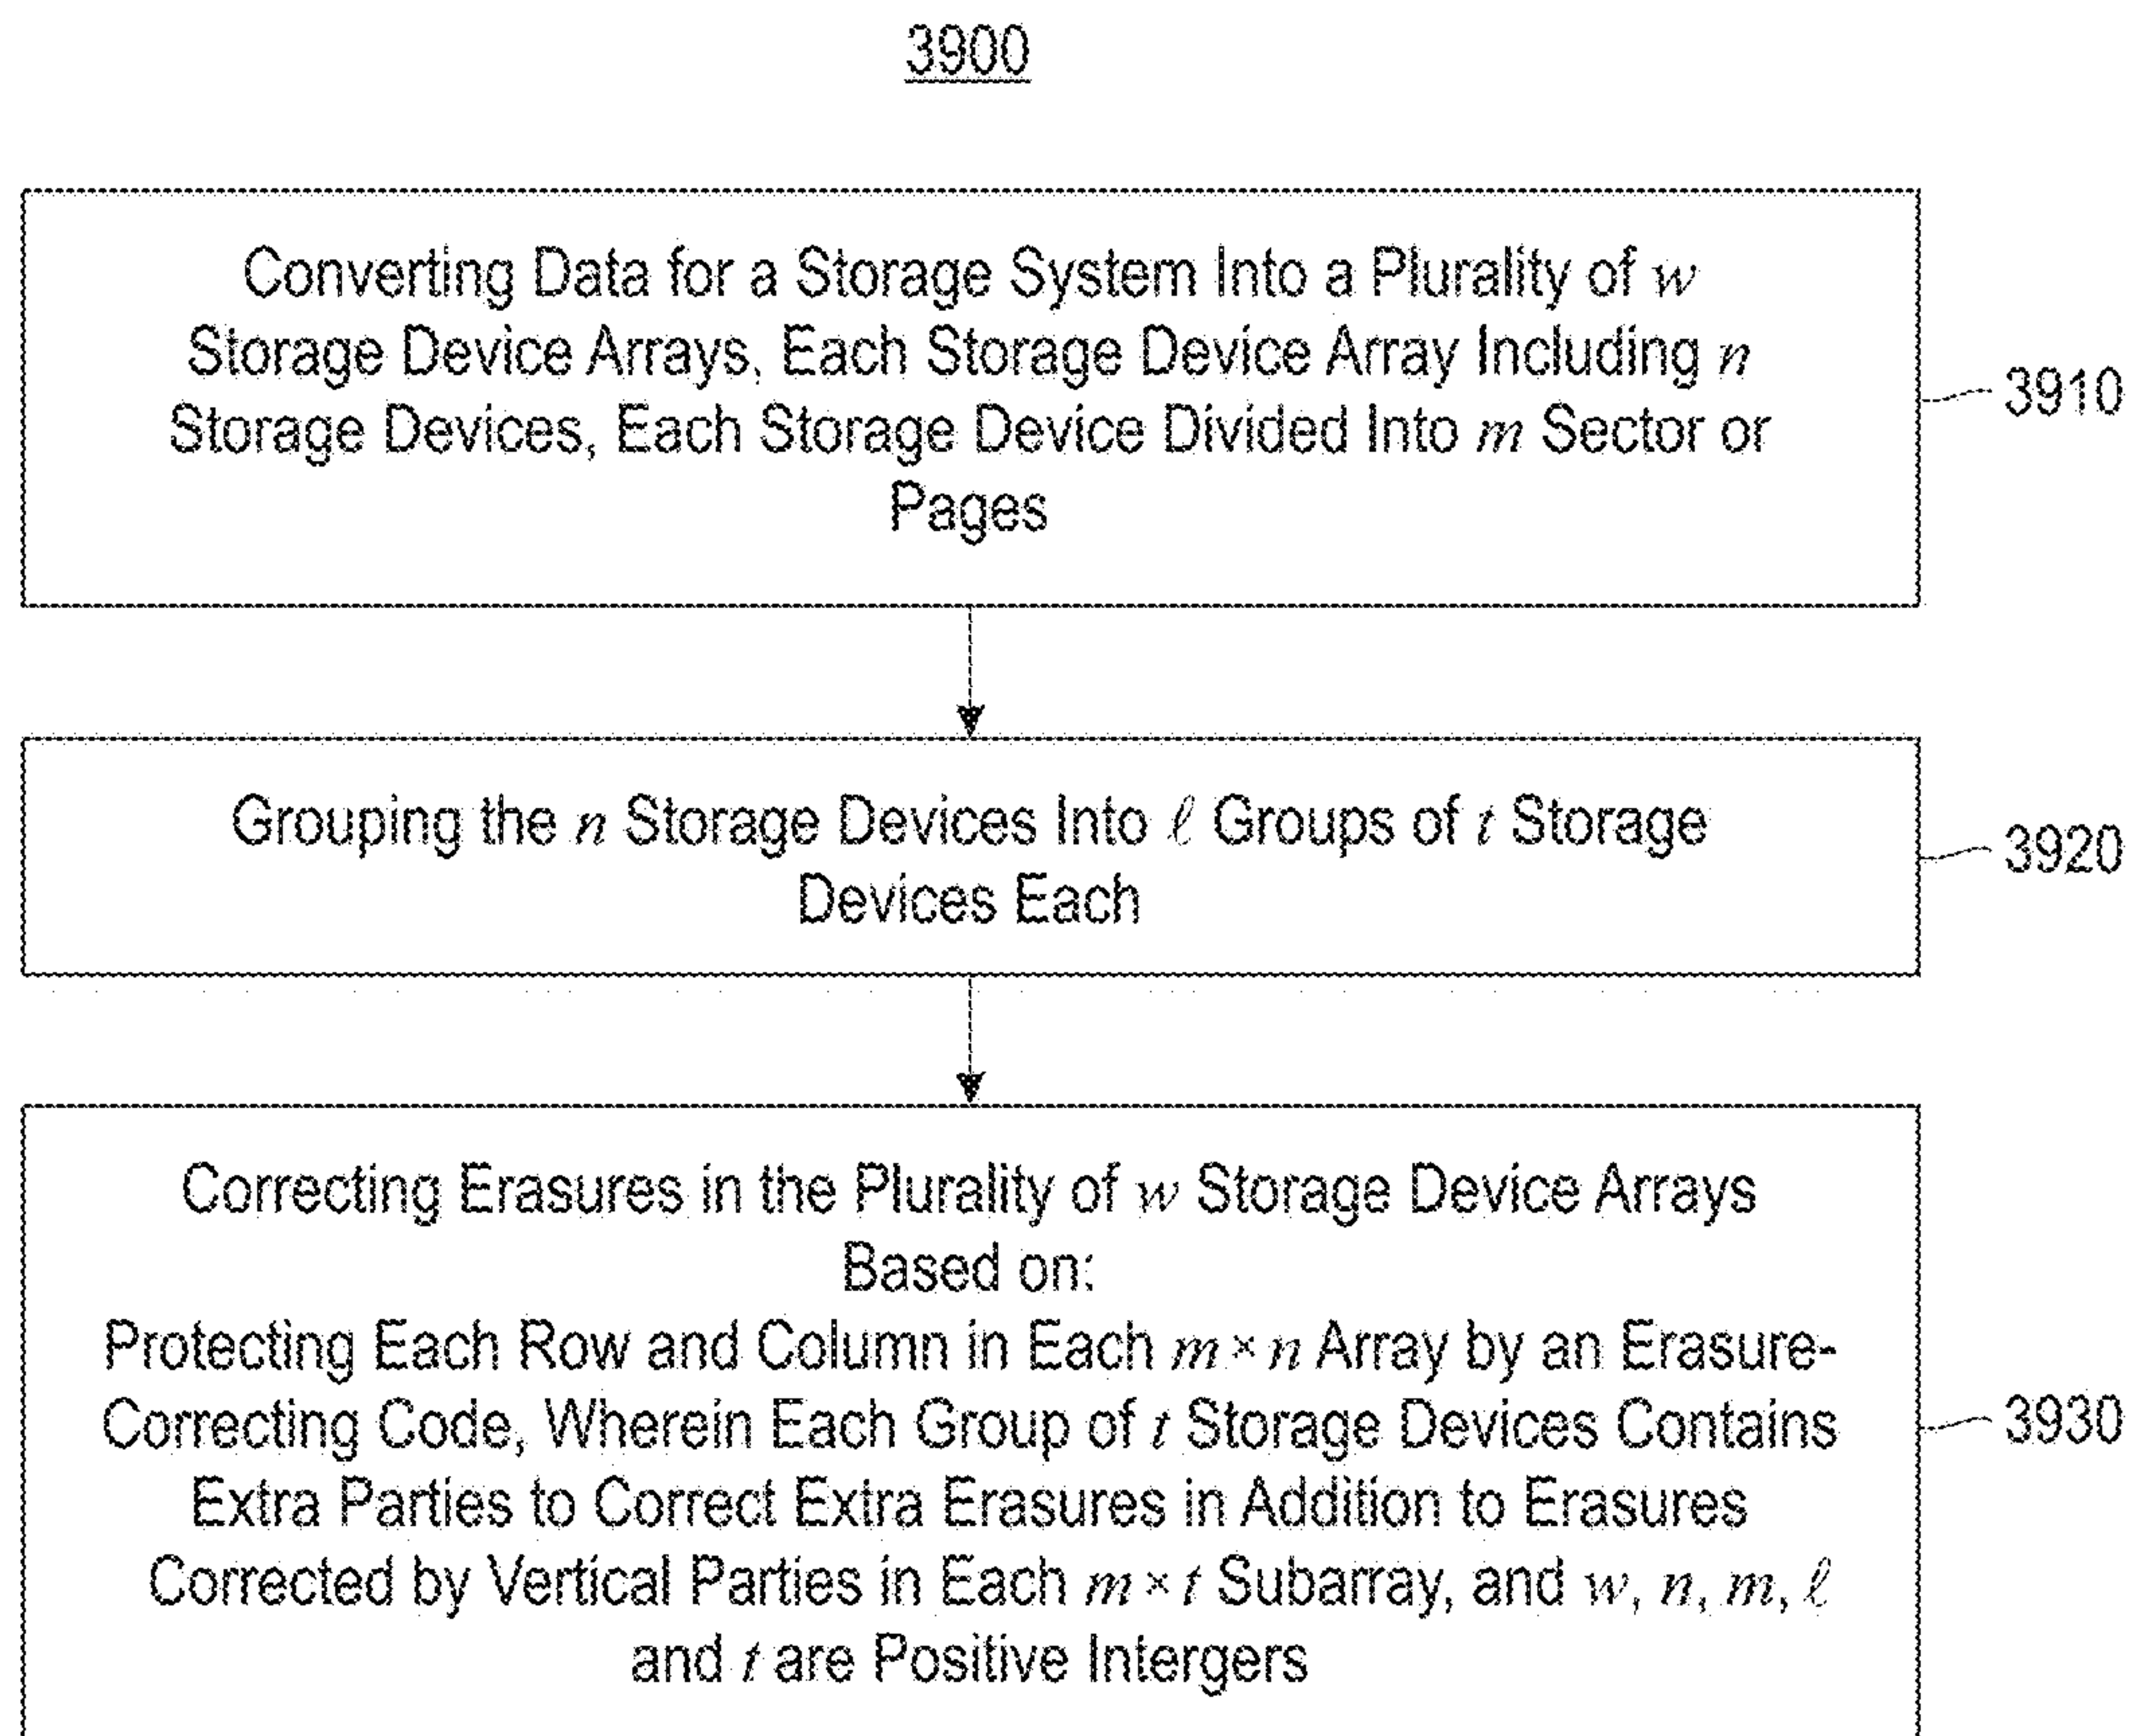 3900
Converting Data for a Storage System Into a Plurality of w
Storage Device Arrays, Each Storage Device Array Including n
Storage Devices, Each Storage Device Divided Into m Sector or
Pages
3910
Grouping the n Storage Devices Into ℓ Groups of t Storage
Devices Each
3920
Correcting Erasures in the Plurality of w Storage Device Arrays
Based on:
Protecting Each Row and Column in Each m × n Array by an Erasure-
Correcting Code, Wherein Each Group of t Storage Devices Contains
Extra Parties to Correct Extra Erasures in Addition to Erasures
Corrected by Vertical Parties in Each m × t Subarray, and w, n, m, ℓ
and t are Positive Intergers
3930